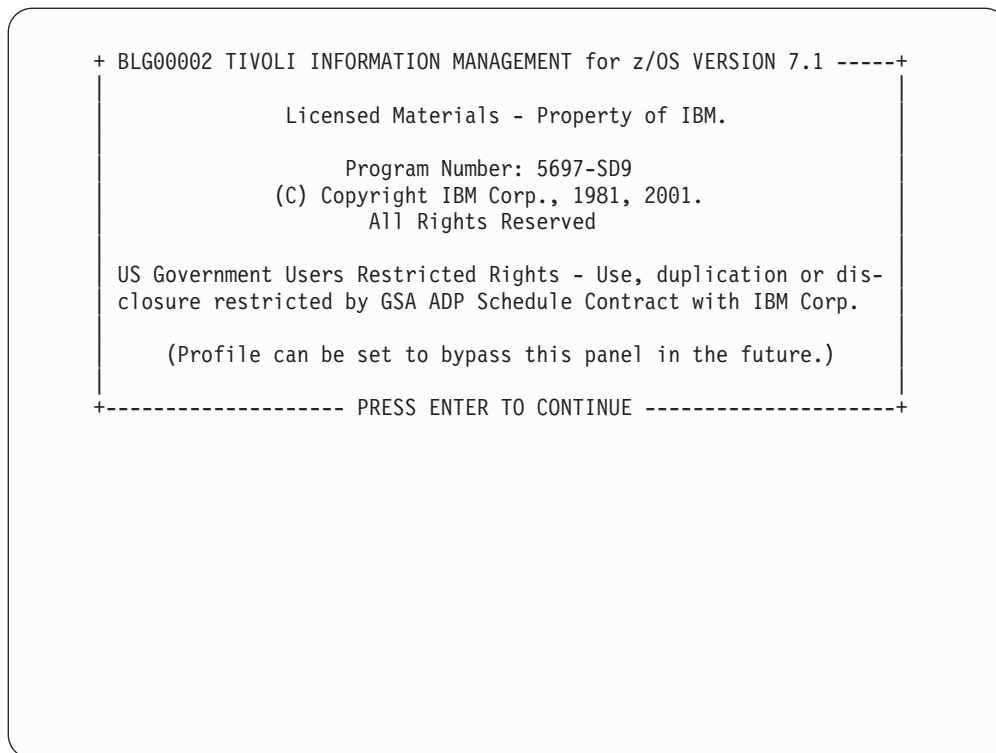 + BLG00002 TIVOLI INFORMATION MANAGEMENT for z/OS VERSION 7.1 -----+
Licensed Materials - Property of IBM.
Program Number: 5697-SD9
(C) Copyright IBM Corp., 1981, 2001.
All Rights Reserved
US Government Users Restricted Rights - Use, duplication or dis-
closure restricted by GSA ADP Schedule Contract with IBM Corp.
(Profile can be set to bypass this panel in the future.)
+-------------------- PRESS ENTER TO CONTINUE ---------------------+